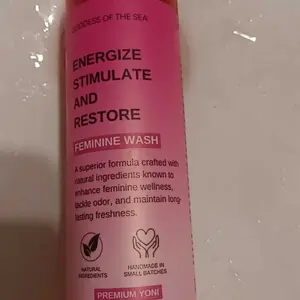 GODDESS OF THE SEA
ENERGIZE
STIMULATE
AND
RESTORE
FEMININE WASH
A superior formula crafted with
natural ingredients known to
enhance feminine wellness,
tackle odor, and maintain long-
lasting freshness.
NATURAL
INGREDIENTS
HANDMADE IN
SMALL BATCHES
PREMIUM YONI